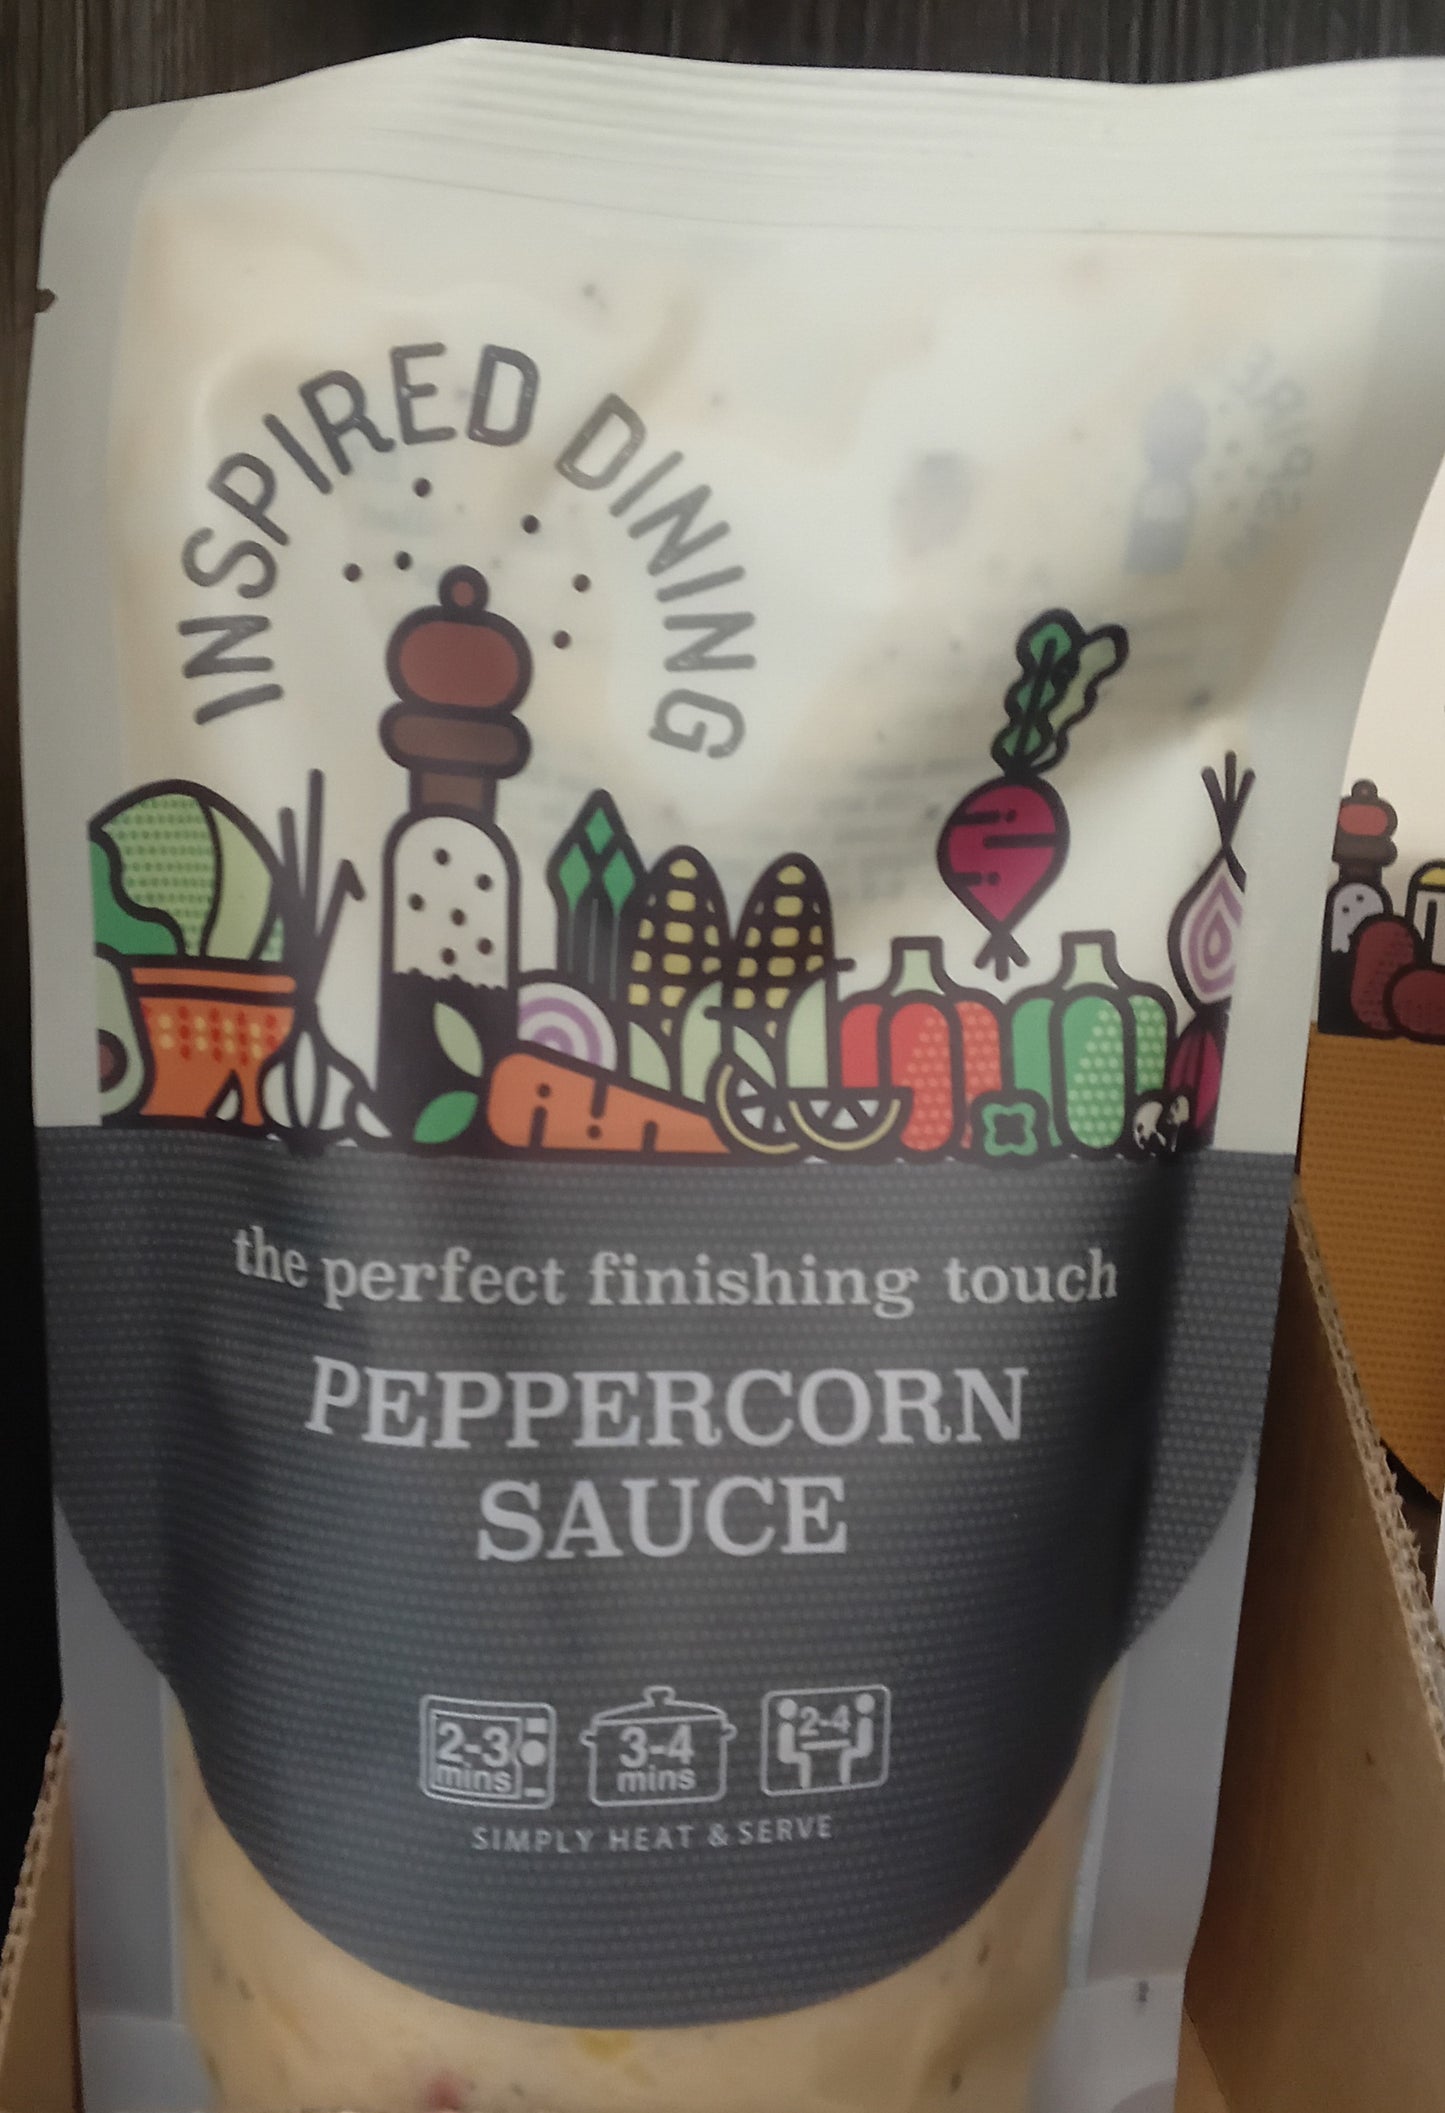 INSPIRED DINING
the perfect finishing touch
PEPPERCORN
SAUCE
2-3 mins
3-4 mins
2-4
SIMPLY HEAT & SERVE